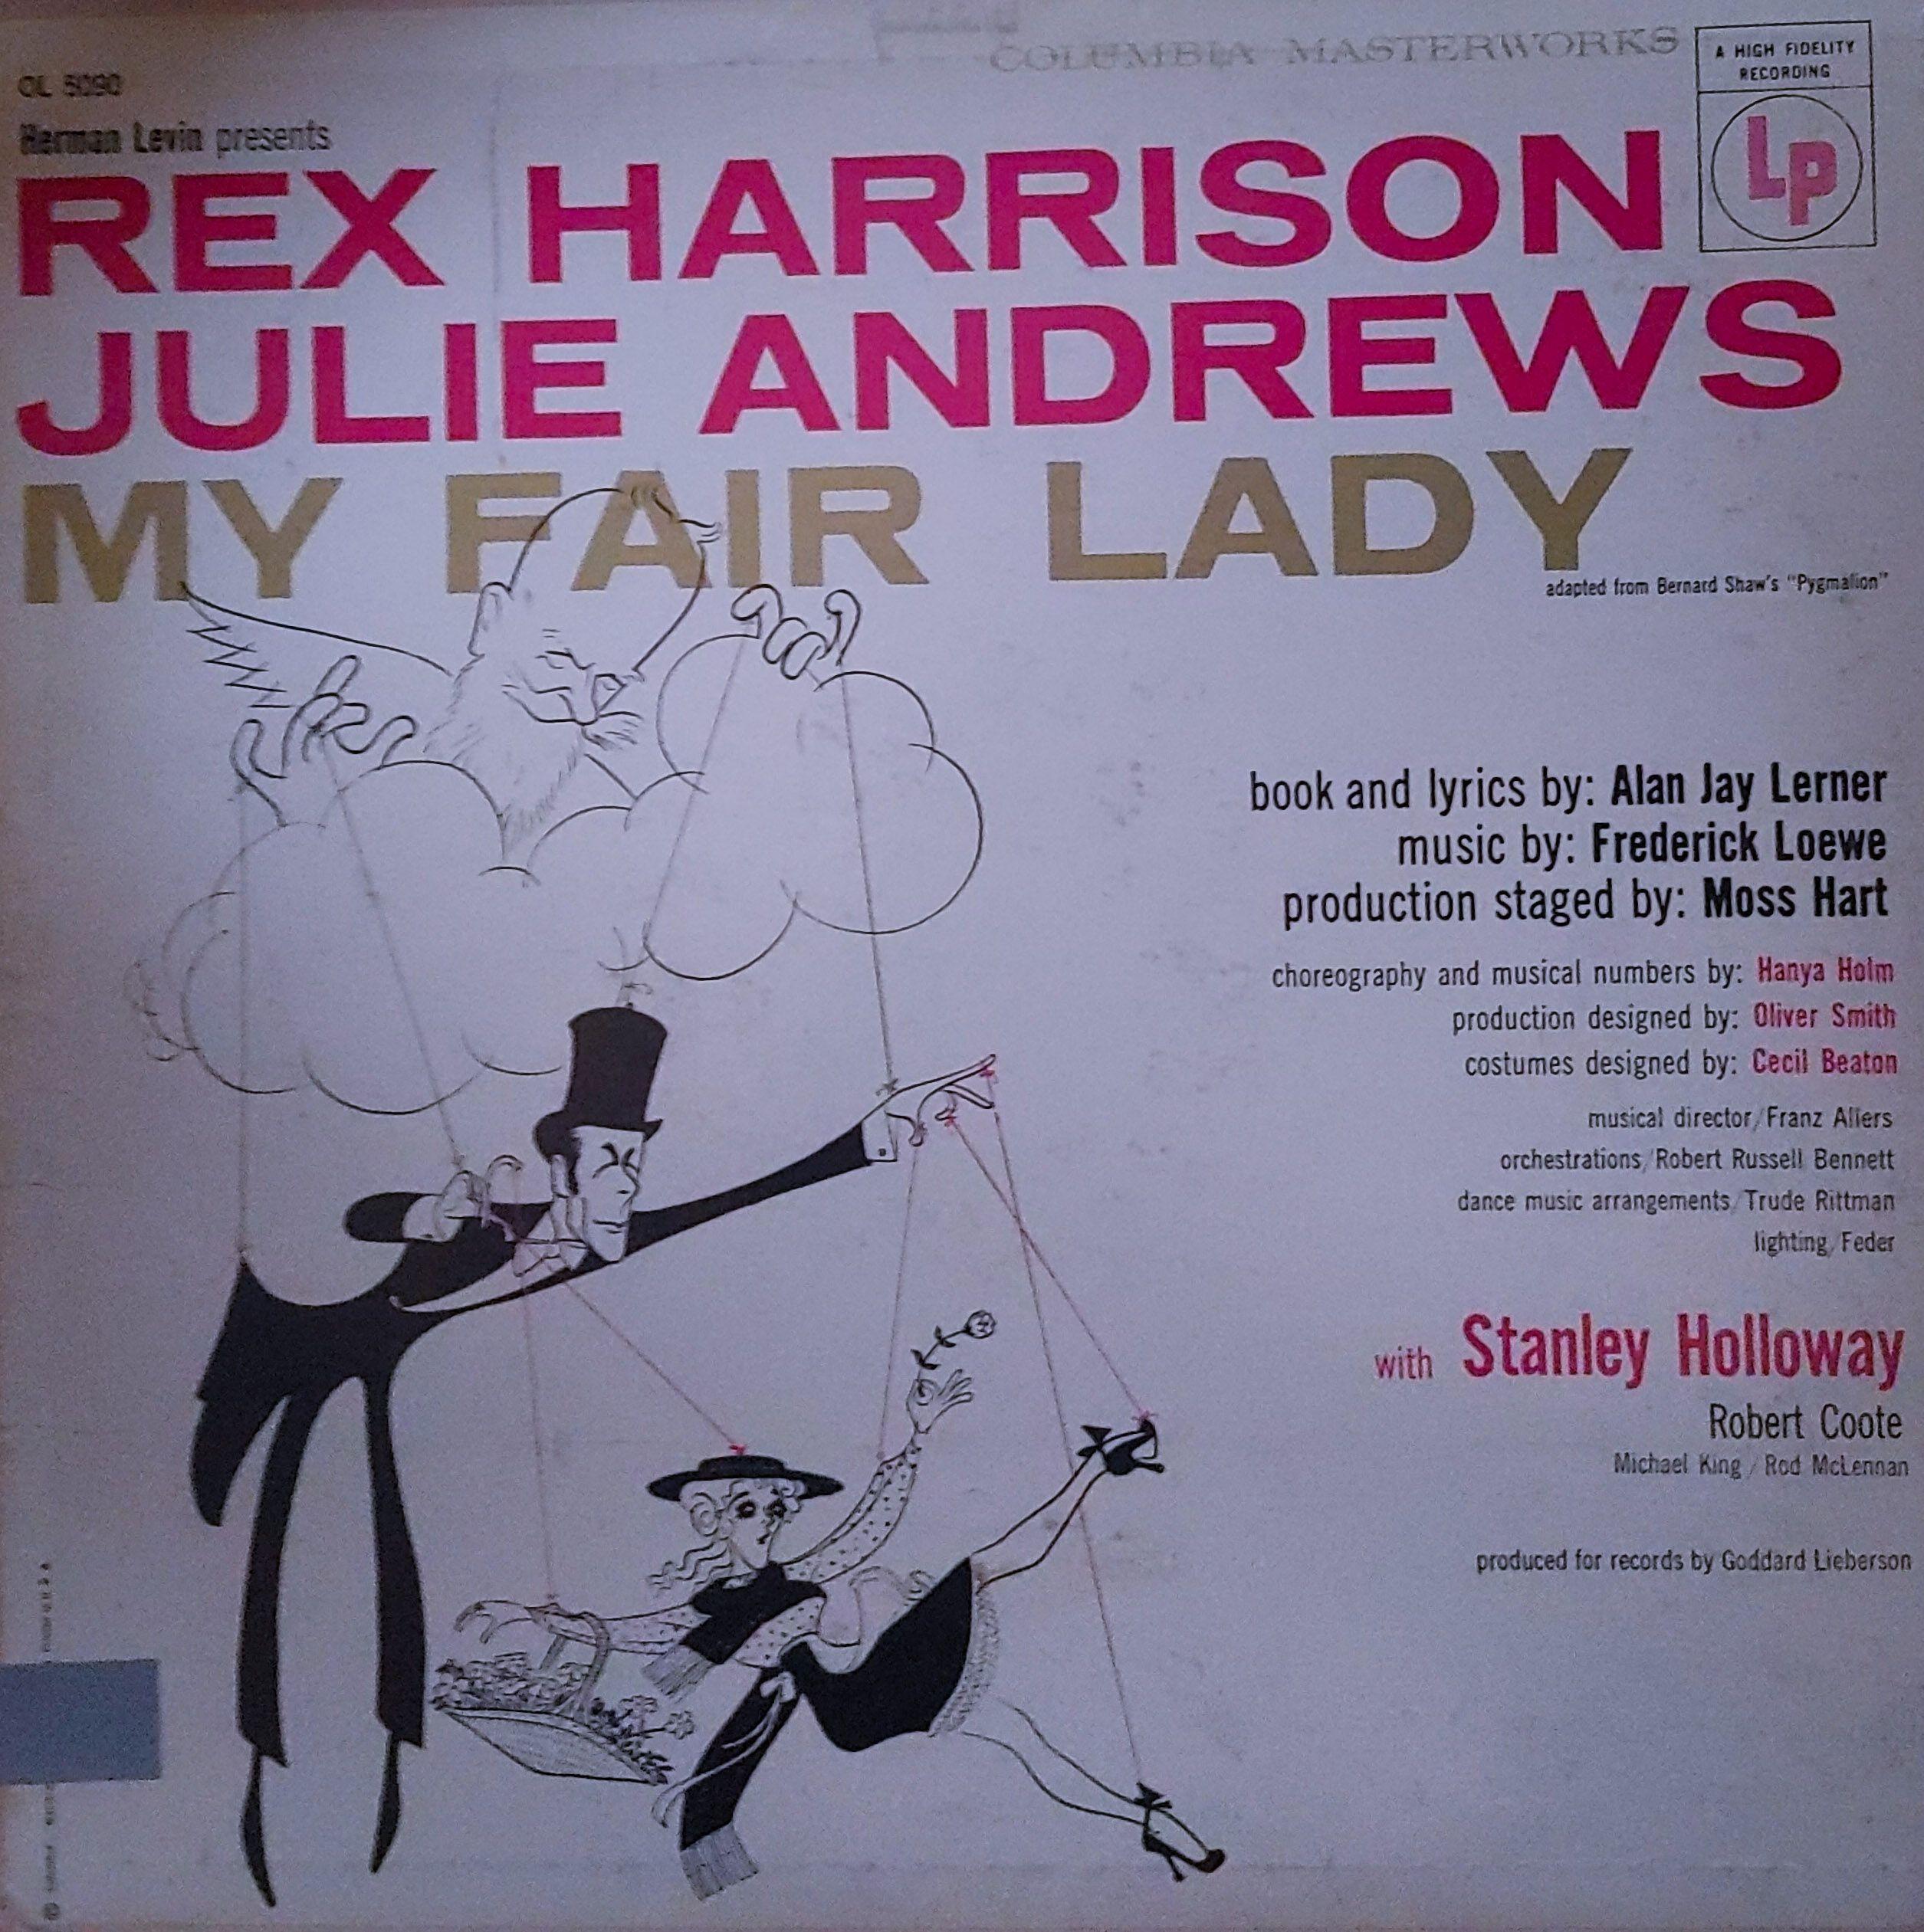 COLUMBIA MASTERWORKS
A HIGH FIDELITY
RECORDING
Lp
OL 5090
Herman Levin presents
REX HARRISON
JULIE ANDREWS
MY FAIR LADY
adapted from Bernard Shaw's "Pygmalion"
book and lyrics by: Alan Jay Lerner
music by: Frederick Loewe
production staged by: Moss Hart
choreography and musical numbers by: Hanya Holm
production designed by: Oliver Smith
costumes designed by: Cecil Beaton
musical director/Franz Allers
orchestrations/Robert Russell Bennett
dance music arrangements/Trude Rittman
lighting/Feder
with Stanley Holloway
Robert Coote
Michael King / Rod McLennan
produced for records by Goddard Lieberson